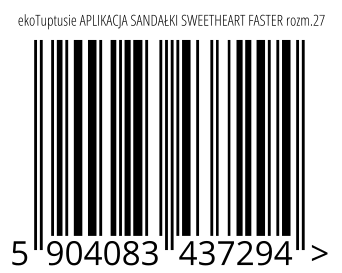 ekoTuptusie APLIKACJA SANDAŁKI SWEETHEART FASTER rozm.27
5 904083 437294 >